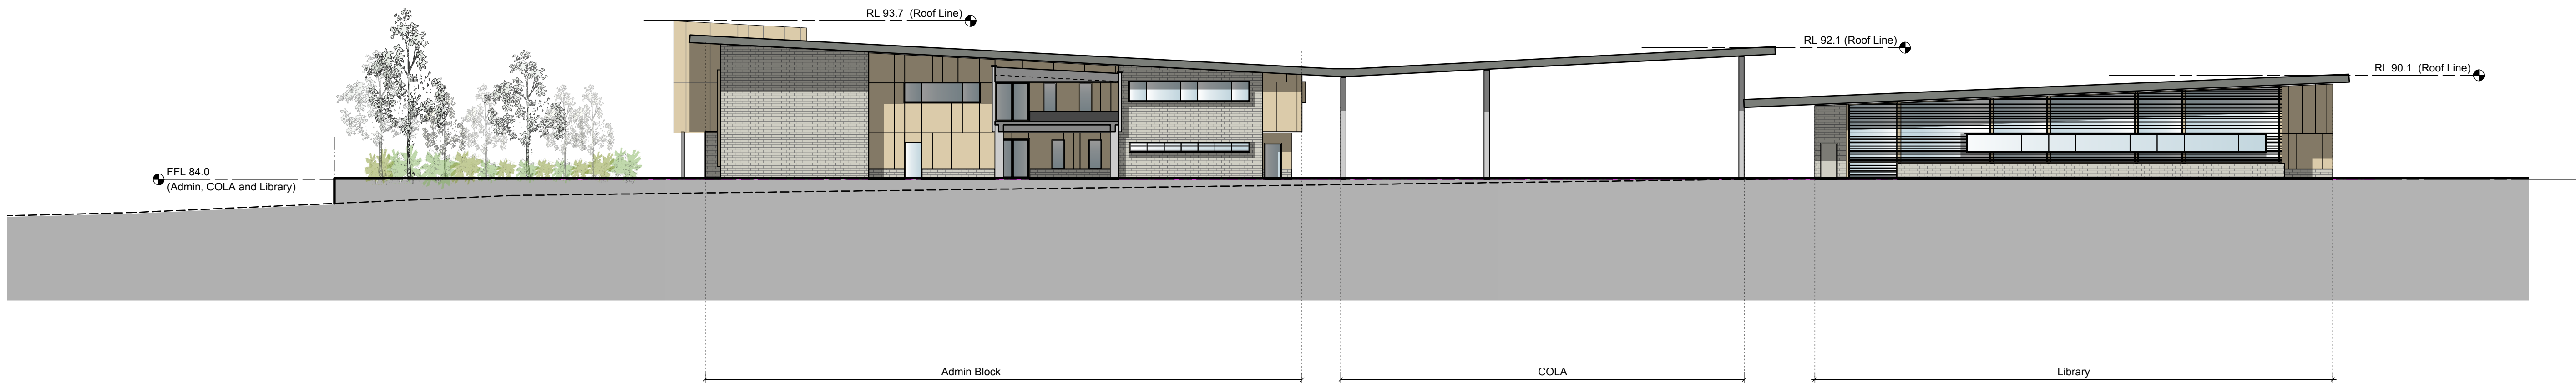 RL 93.7 (Roof Line)
RL 92.1 (Roof Line)
RL 90.1 (Roof Line)
FFL 84.0
(Admin, COLA and Library)
Admin Block
COLA
Library